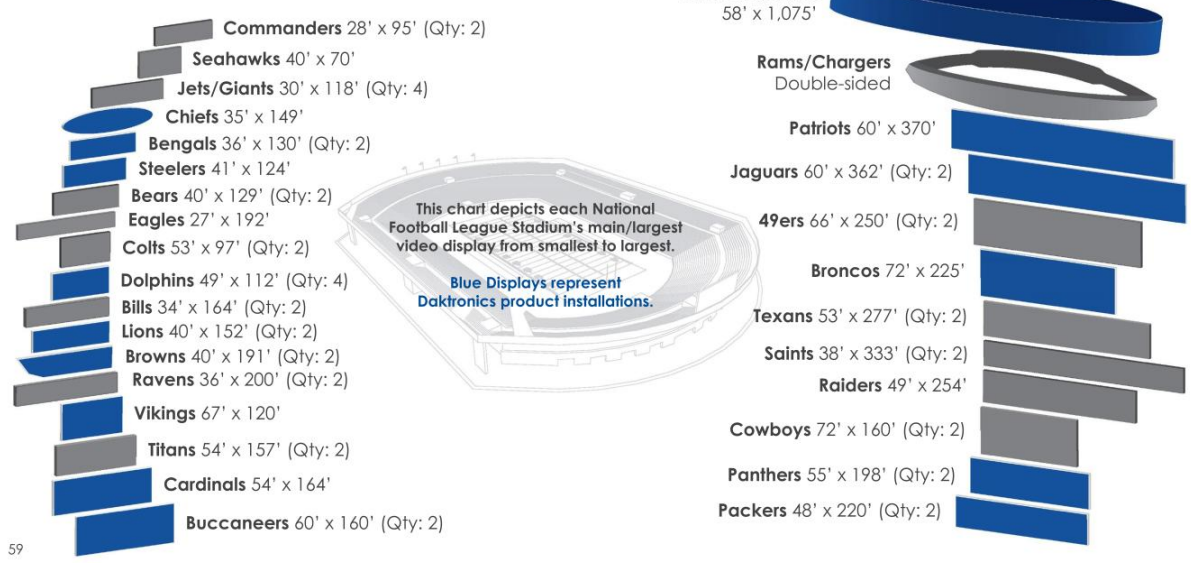 Commanders 28' x 95' (Qty: 2)
Seahawks 40' x 70'
Jets/Giants 30' x 118' (Qty: 4)
Chiefs 35' x 149'
Bengals 36' x 130' (Qty: 2)
Steelers 41' x 124'
Bears 40' x 129' (Qty: 2)
Eagles 27' x 192'
Colts 53' x 97' (Qty: 2)
Dolphins 49' x 112' (Qty: 4)
Bills 34' x 164' (Qty: 2)
Lions 40' x 152' (Qty: 2)
Browns 40' x 191' (Qty: 2)
Ravens 36' x 200' (Qty: 2)
Vikings 67' x 120'
Titans 54' x 157' (Qty: 2)
Cardinals 54' x 164'
Buccaneers 60' x 160' (Qty: 2)
This chart depicts each National
Football League Stadium's main/largest
video display from smallest to largest.
Blue Displays represent
Daktronics product installations.
58' x 1,075'
Rams/Chargers
Double-sided
Patriots 60' x 370'
Jaguars 60' x 362' (Qty: 2)
49ers 66' x 250' (Qty: 2)
Broncos 72' x 225'
Texans 53' x 277' (Qty: 2)
Saints 38' x 333' (Qty: 2)
Raiders 49' x 254'
Cowboys 72' x 160' (Qty: 2)
Panthers 55' x 198' (Qty: 2)
Packers 48' x 220' (Qty: 2)
59